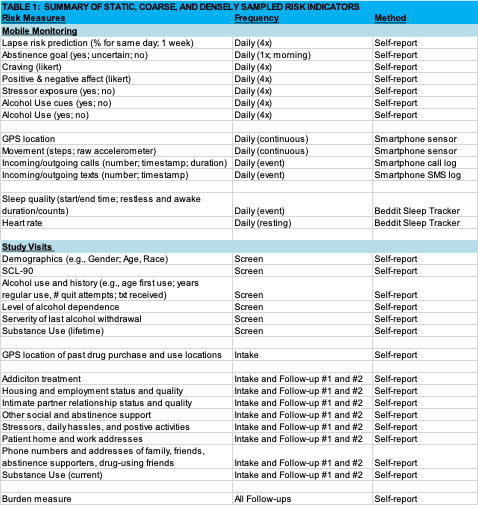 TABLE 1: SUMMARY OF STATIC, COARSE, AND DENSELY SAMPLED RISK INDICATORS
Risk Measures Frequency Method
Mobile Monitoring
Lapse risk prediction (% for same day; 1 week) Daily (4x) Self-report
Abstinence goal (yes; uncertain; no) Daily (1x; morning) Self-report
Craving (likert) Daily (4x) Self-report
Positive & negative affect (likert) Daily (4x) Self-report
Stressor exposure (yes; no) Daily (4x) Self-report
Alcohol Use cues (yes; no) Daily (4x) Self-report
Alcohol Use (yes; no) Daily (4x) Self-report
GPS location Daily (continuous) Smartphone sensor
Movement (steps; raw accelerometer) Daily (continuous) Smartphone sensor
Incoming/outgoing calls (number; timestamp; duration) Daily (event) Smartphone call log
Incoming/outgoing texts (number; timestamp) Daily (event) Smartphone SMS log
Sleep quality (start/end time; restless and awake
duration/counts) Daily (event) Beddit Sleep Tracker
Heart rate Daily (resting) Beddit Sleep Tracker
Study Visits
Demographics (e.g., Gender; Age, Race) Screen Self-report
SCL-90 Screen Self-report
Alcohol use and history (e.g., age first use; years
regular use, # quit attempts; txt received) Screen Self-report
Level of alcohol dependence Screen Self-report
Serverity of last alcohol withdrawal Screen Self-report
Substance Use (lifetime) Screen Self-report
GPS location of past drug purchase and use locations Intake Self-report
Addiciton treatment Intake and Follow-up #1 and #2 Self-report
Housing and employment status and quality Intake and Follow-up #1 and #2 Self-report
Intimate partner relationship status and quality Intake and Follow-up #1 and #2 Self-report
Other social and abstinence support Intake and Follow-up #1 and #2 Self-report
Stressors, daily hassles, and postive activities Intake and Follow-up #1 and #2 Self-report
Patient home and work addresses Intake and Follow-up #1 and #2 Self-report
Phone numbers and addresses of family, friends,
abstinence supporters, drug-using friends Intake and Follow-up #1 and #2 Self-report
Substance Use (current) Intake and Follow-up #1 and #2 Self-report
Burden measure All Follow-ups Self-report